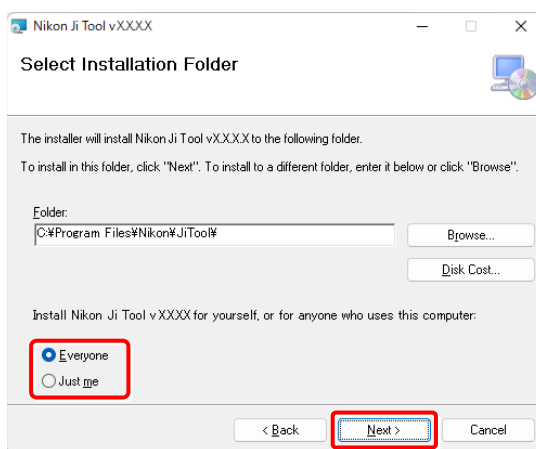 Nikon Ji Tool vXXXX
Select Installation Folder
The installer will install Nikon Ji Tool vX.X.X.X to the following folder.
To install in this folder, click "Next". To install to a different folder, enter it below or click "Browse".
Folder:
C:¥Program Files¥Nikon¥JiTool¥
Browse...
Disk Cost...
Install Nikon Ji Tool v XXXX for yourself, or for anyone who uses this computer:
Everyone
Just me
< Back
Next >
Cancel